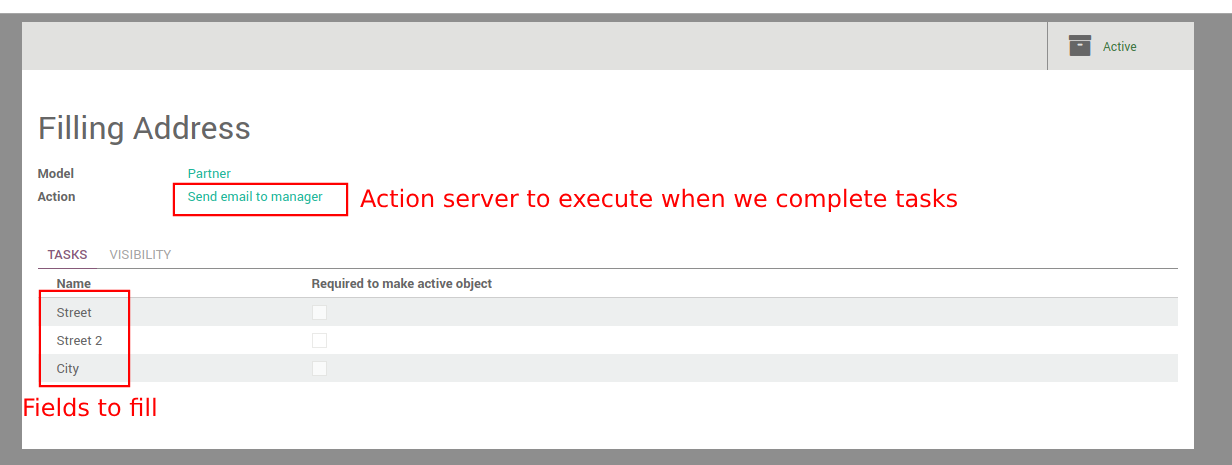 Active
Filling Address
Model Partner
Action Send email to manager Action server to execute when we complete tasks
TASKS VISIBILITY
Name Required to make active object
Street
Street 2
City
Fields to fill